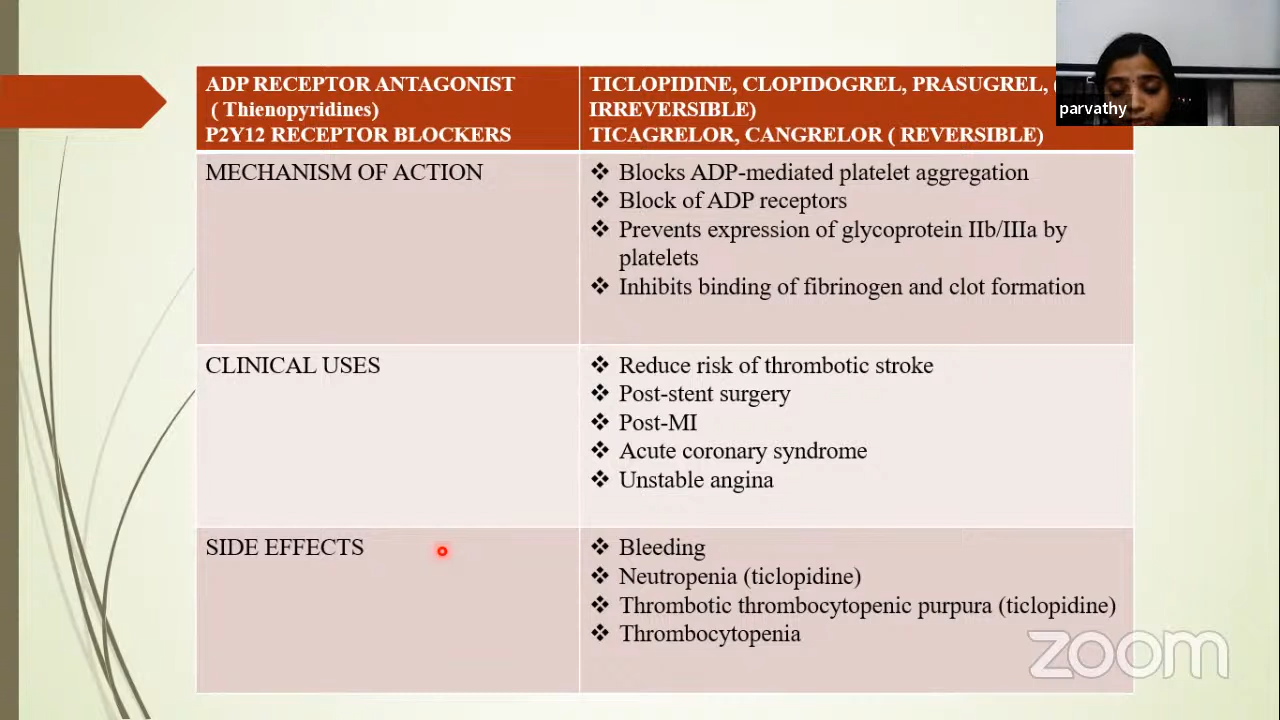 ADP RECEPTOR ANTAGONIST
( Thienopyridines)
P2Y12 RECEPTOR BLOCKERS
TICLOPIDINE, CLOPIDOGREL, PRASUGREL, (
IRREVERSIBLE)
TICAGRELOR, CANGRELOR ( REVERSIBLE)
parvathy
MECHANISM OF ACTION
❖ Blocks ADP-mediated platelet aggregation
❖ Block of ADP receptors
❖ Prevents expression of glycoprotein IIb/IIIa by
platelets
❖ Inhibits binding of fibrinogen and clot formation
CLINICAL USES
❖ Reduce risk of thrombotic stroke
❖ Post-stent surgery
❖ Post-MI
❖ Acute coronary syndrome
❖ Unstable angina
SIDE EFFECTS
❖ Bleeding
❖ Neutropenia (ticlopidine)
❖ Thrombotic thrombocytopenic purpura (ticlopidine)
❖ Thrombocytopenia
zoom